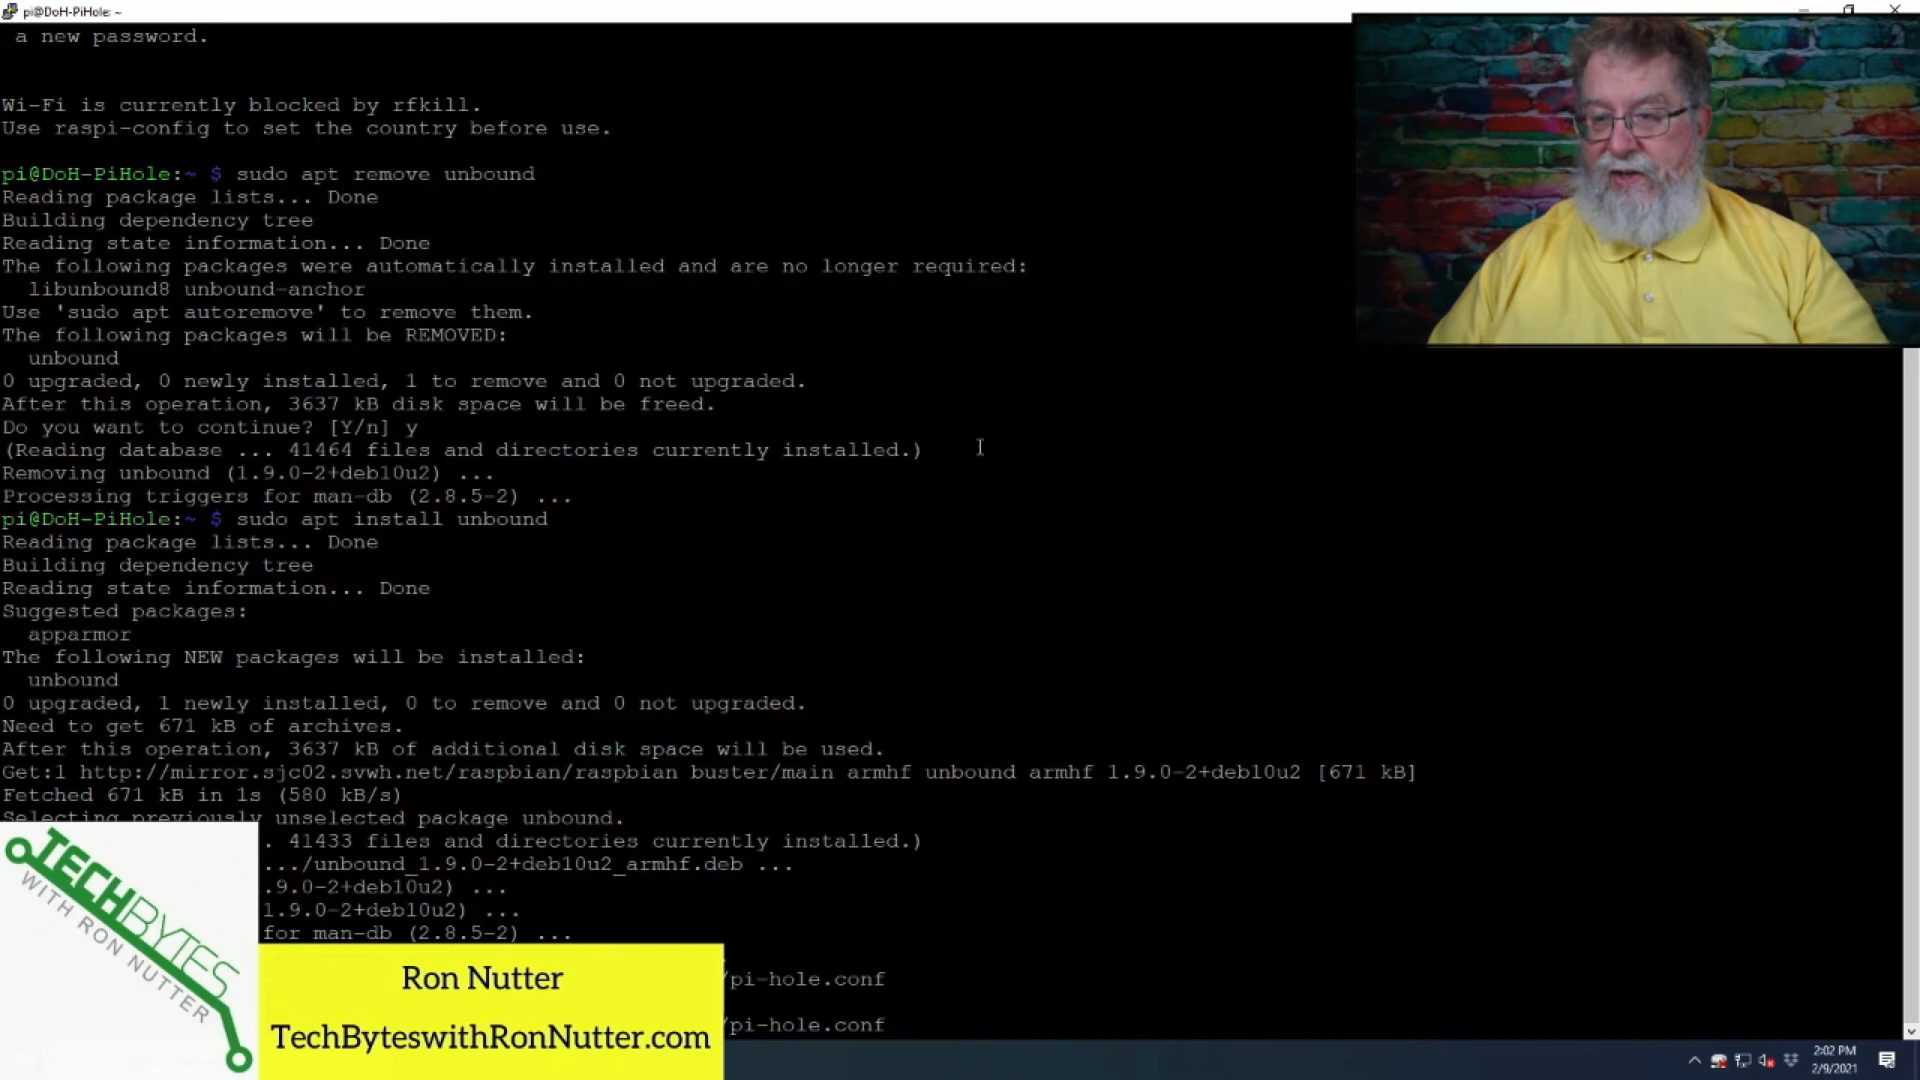 pi@DoH-PiHole: ~
a new password.
Wi-Fi is currently blocked by rfkill.
Use raspi-config to set the country before use.
pi@DoH-PiHole:~ $ sudo apt remove unbound
Reading package lists... Done
Building dependency tree
Reading state information... Done
The following packages were automatically installed and are no longer required:
libunbound8 unbound-anchor
Use 'sudo apt autoremove' to remove them.
The following packages will be REMOVED:
unbound
0 upgraded, 0 newly installed, 1 to remove and 0 not upgraded.
After this operation, 3637 kB disk space will be freed.
Do you want to continue? [Y/n] y
(Reading database ... 41464 files and directories currently installed.)
Removing unbound (1.9.0-2+deb10u2) ...
Processing triggers for man-db (2.8.5-2) ...
pi@DoH-PiHole:~ $ sudo apt install unbound
Reading package lists... Done
Building dependency tree
Reading state information... Done
Suggested packages:
apparmor
The following NEW packages will be installed:
unbound
0 upgraded, 1 newly installed, 0 to remove and 0 not upgraded.
Need to get 671 kB of archives.
After this operation, 3637 kB of additional disk space will be used.
Get:1 http://mirror.sjc02.svwh.net/raspbian/raspbian buster/main armhf unbound armhf 1.9.0-2+deb10u2 [671 kB]
Fetched 671 kB in 1s (580 kB/s)
Selecting previously unselected package unbound.
. 41433 files and directories currently installed.)
.../unbound_1.9.0-2+deb10u2_armhf.deb ...
.9.0-2+deb10u2) ...
1.9.0-2+deb10u2) ...
for man-db (2.8.5-2) ...
/pi-hole.conf
/pi-hole.conf
TECHBYTES
WITH RON NUTTER
Ron Nutter
TechByteswithRonNutter.com
2:02 PM
2/9/2021